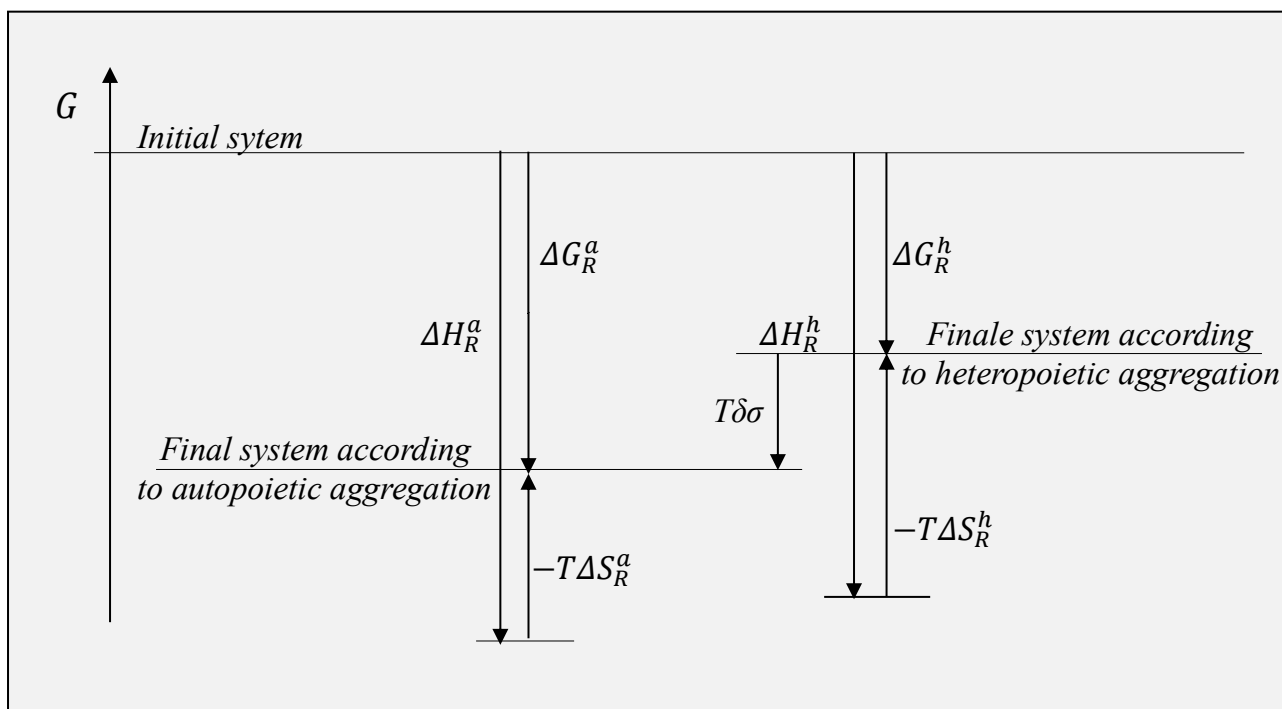 G
Initial sytem
ΔG_R^a
ΔG_R^h
ΔH_R^a
ΔH_R^h
Finale system according
to heteropoietic aggregation
Tδσ
Final system according
to autopoietic aggregation
−TΔS_R^a
−TΔS_R^h